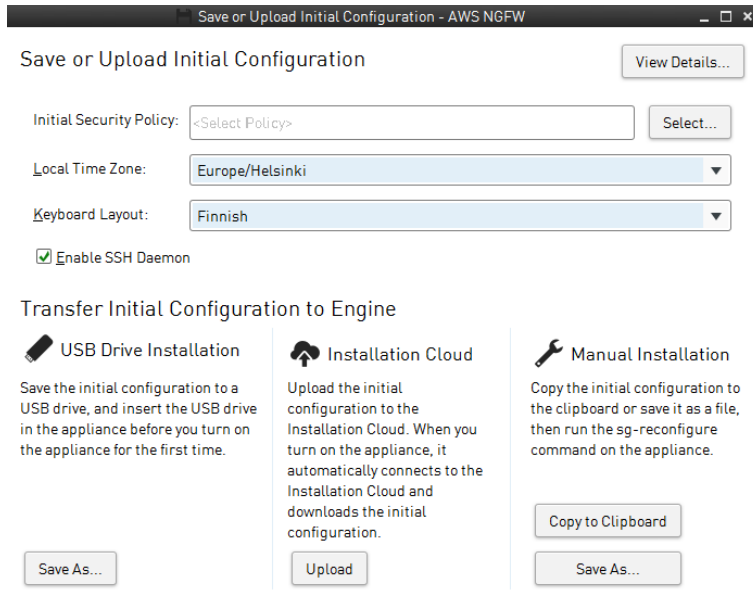 Save or Upload Initial Configuration - AWS NGFW
Save or Upload Initial Configuration
View Details...
Initial Security Policy:
<Select Policy>
Select...
Local Time Zone:
Europe/Helsinki
Keyboard Layout:
Finnish
Enable SSH Daemon
Transfer Initial Configuration to Engine
USB Drive Installation
Save the initial configuration to a
USB drive, and insert the USB drive
in the appliance before you turn on
the appliance for the first time.
Save As...
Installation Cloud
Upload the initial
configuration to the
Installation Cloud. When you
turn on the appliance, it
automatically connects to the
Installation Cloud and
downloads the initial
configuration.
Upload
Manual Installation
Copy the initial configuration to
the clipboard or save it as a file,
then run the sg-reconfigure
command on the appliance.
Copy to Clipboard
Save As...